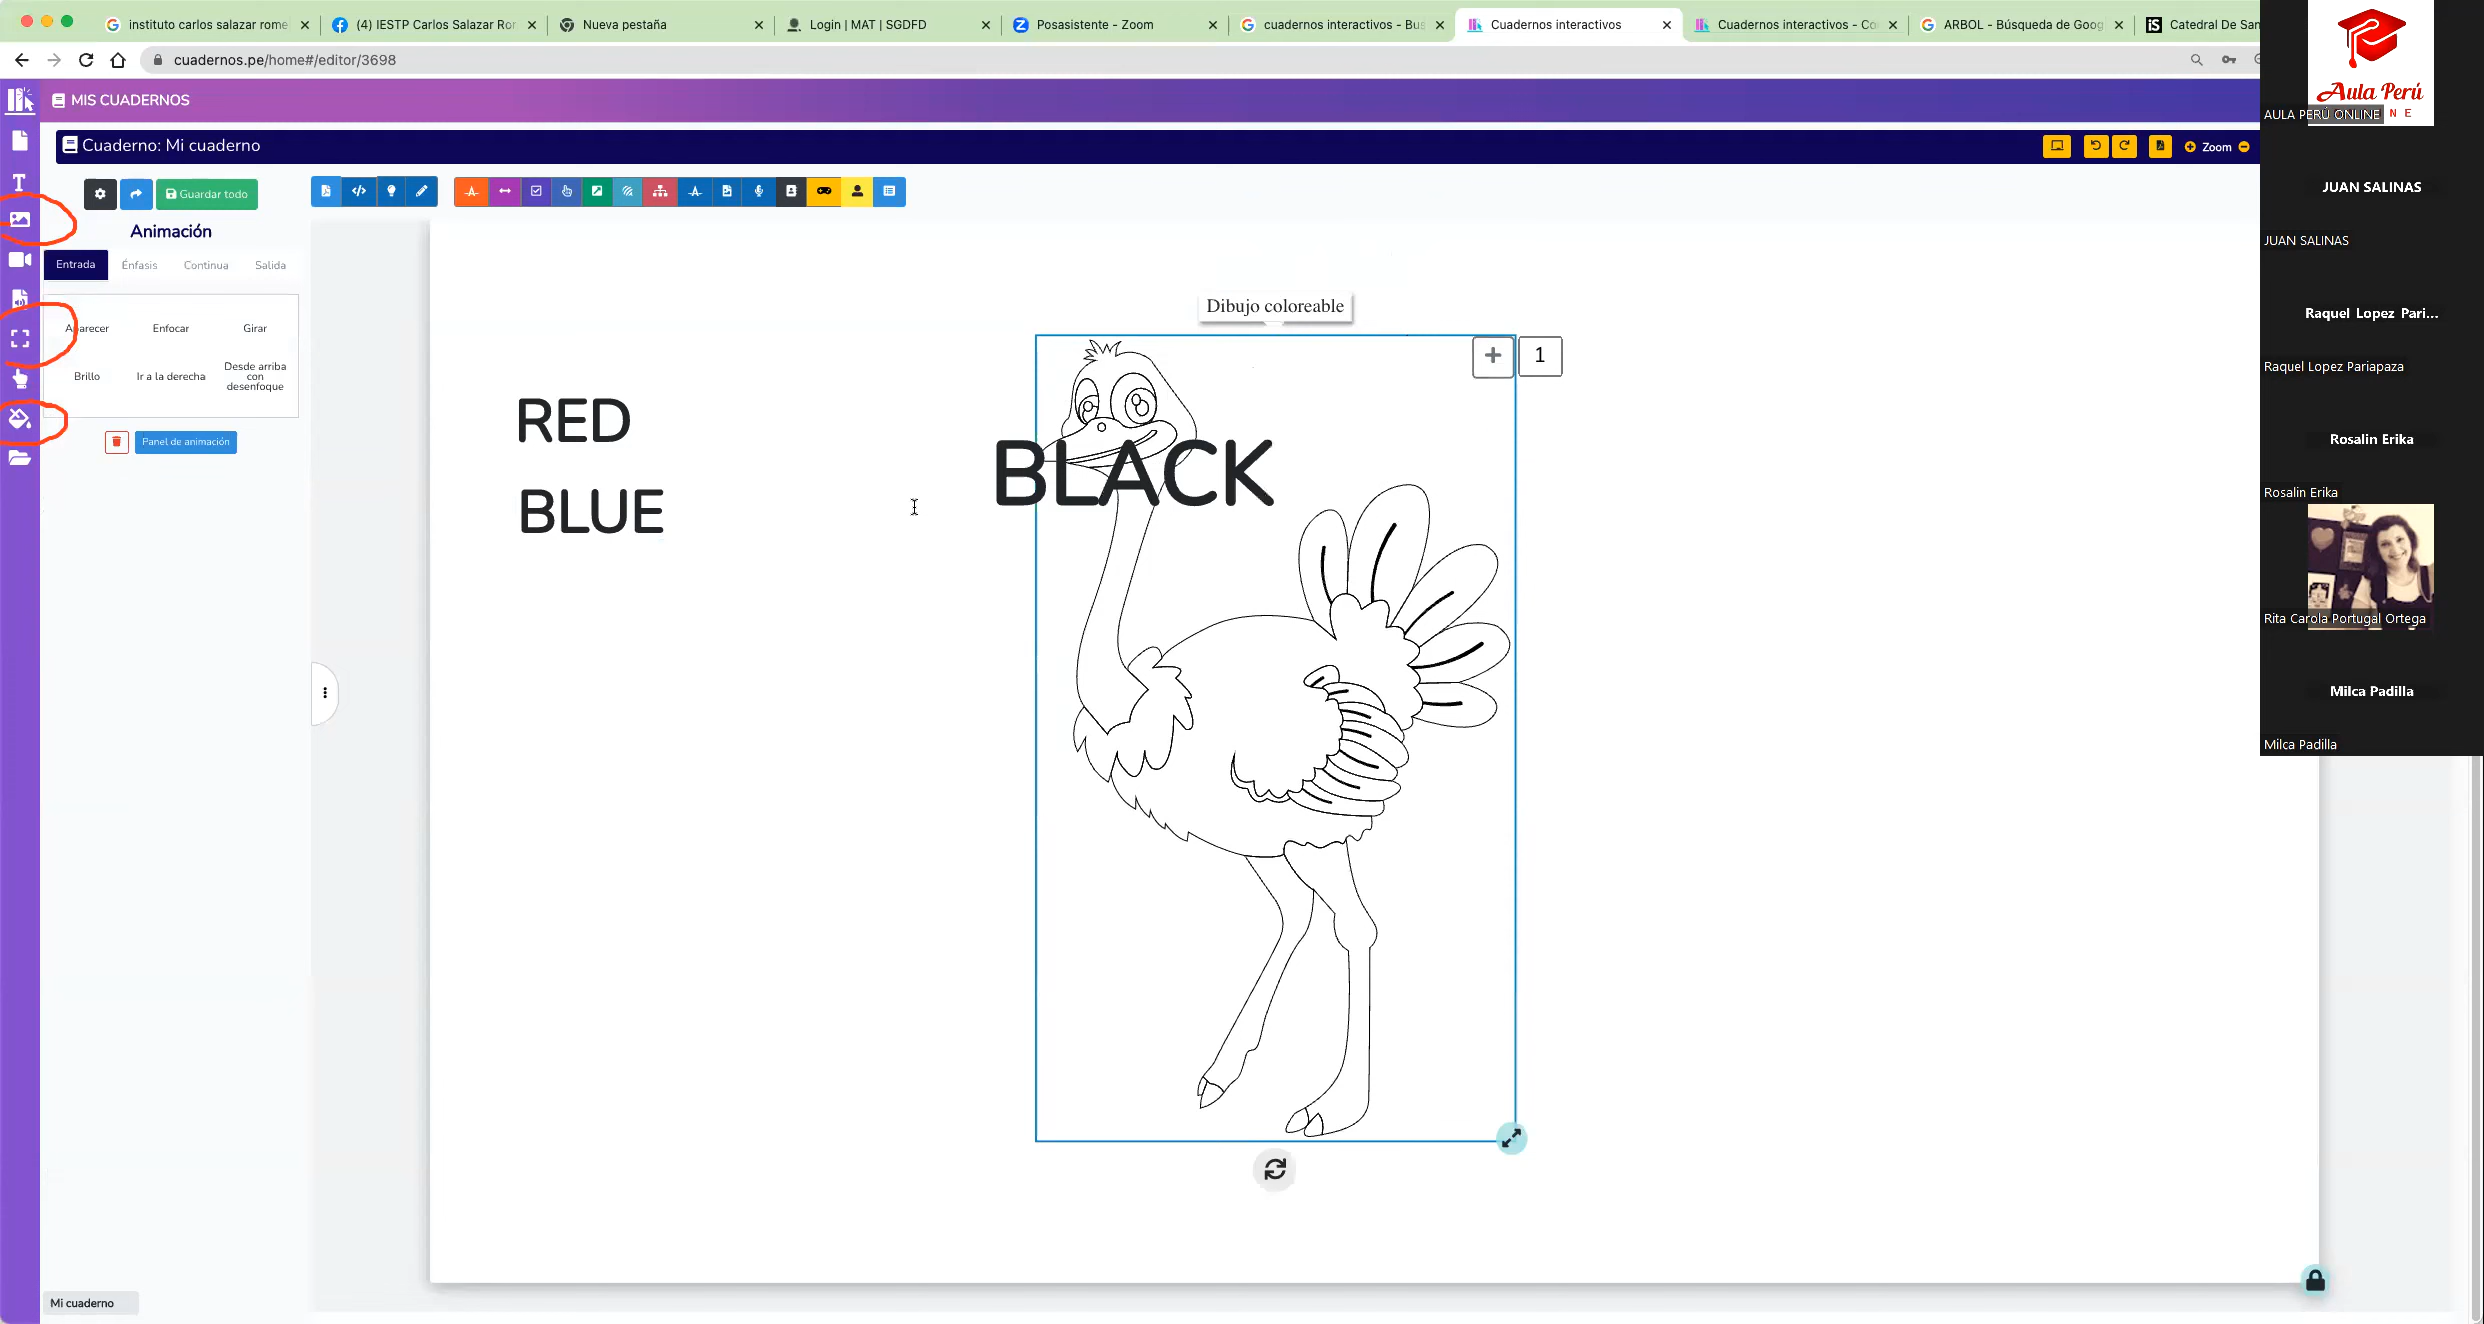 instituto carlos salazar rome
(4) IESTP Carlos Salazar Ror
Nueva pestaña
Login | MAT | SGDFD
Posasistente - Zoom
cuadernos interactivos - Bus
Cuadernos interactivos
Cuadernos interactivos - Co
ARBOL - Búsqueda de Goog
Catedral De San
cuadernos.pe/home#/editor/3698
MIS CUADERNOS
Cuaderno: Mi cuaderno
Zoom
Guardar todo
Animación
Entrada
Énfasis
Continua
Salida
Aparecer
Enfocar
Girar
Brillo
Ir a la derecha
Desde arriba
con
desenfoque
Panel de animación
Dibujo coloreable
1
RED
BLACK
BLUE
Mi cuaderno
Aula Perú
AULA PERÚ ONLINE
N E
JUAN SALINAS
JUAN SALINAS
Raquel Lopez Pari...
Raquel Lopez Pariapaza
Rosalin Erika
Rosalin Erika
Rita Carola Portugal Ortega
Milca Padilla
Milca Padilla